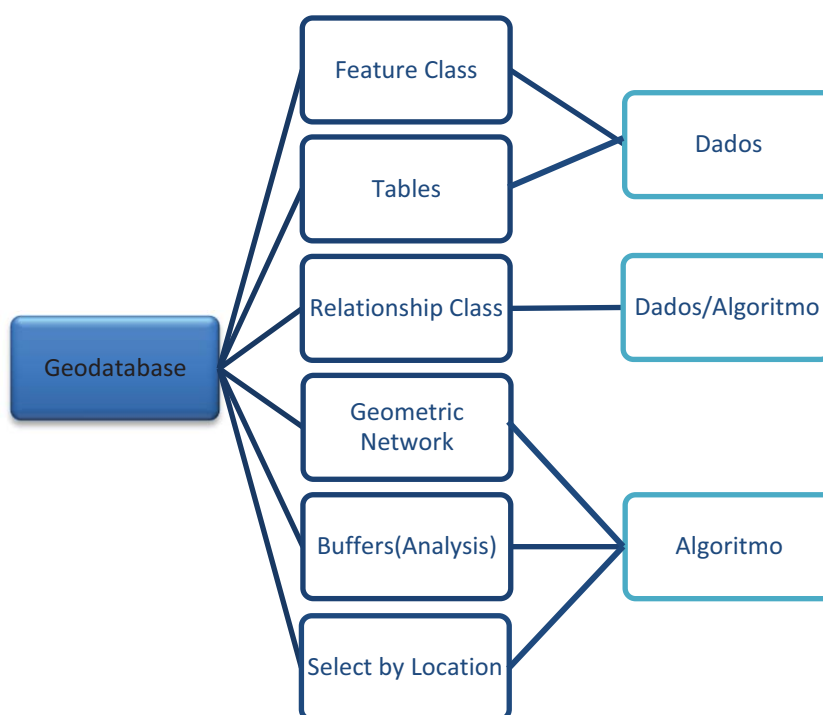 Geodatabase
Feature Class
Tables
Relationship Class
Geometric
Network
Buffers(Analysis)
Select by Location
Dados
Dados/Algoritmo
Algoritmo